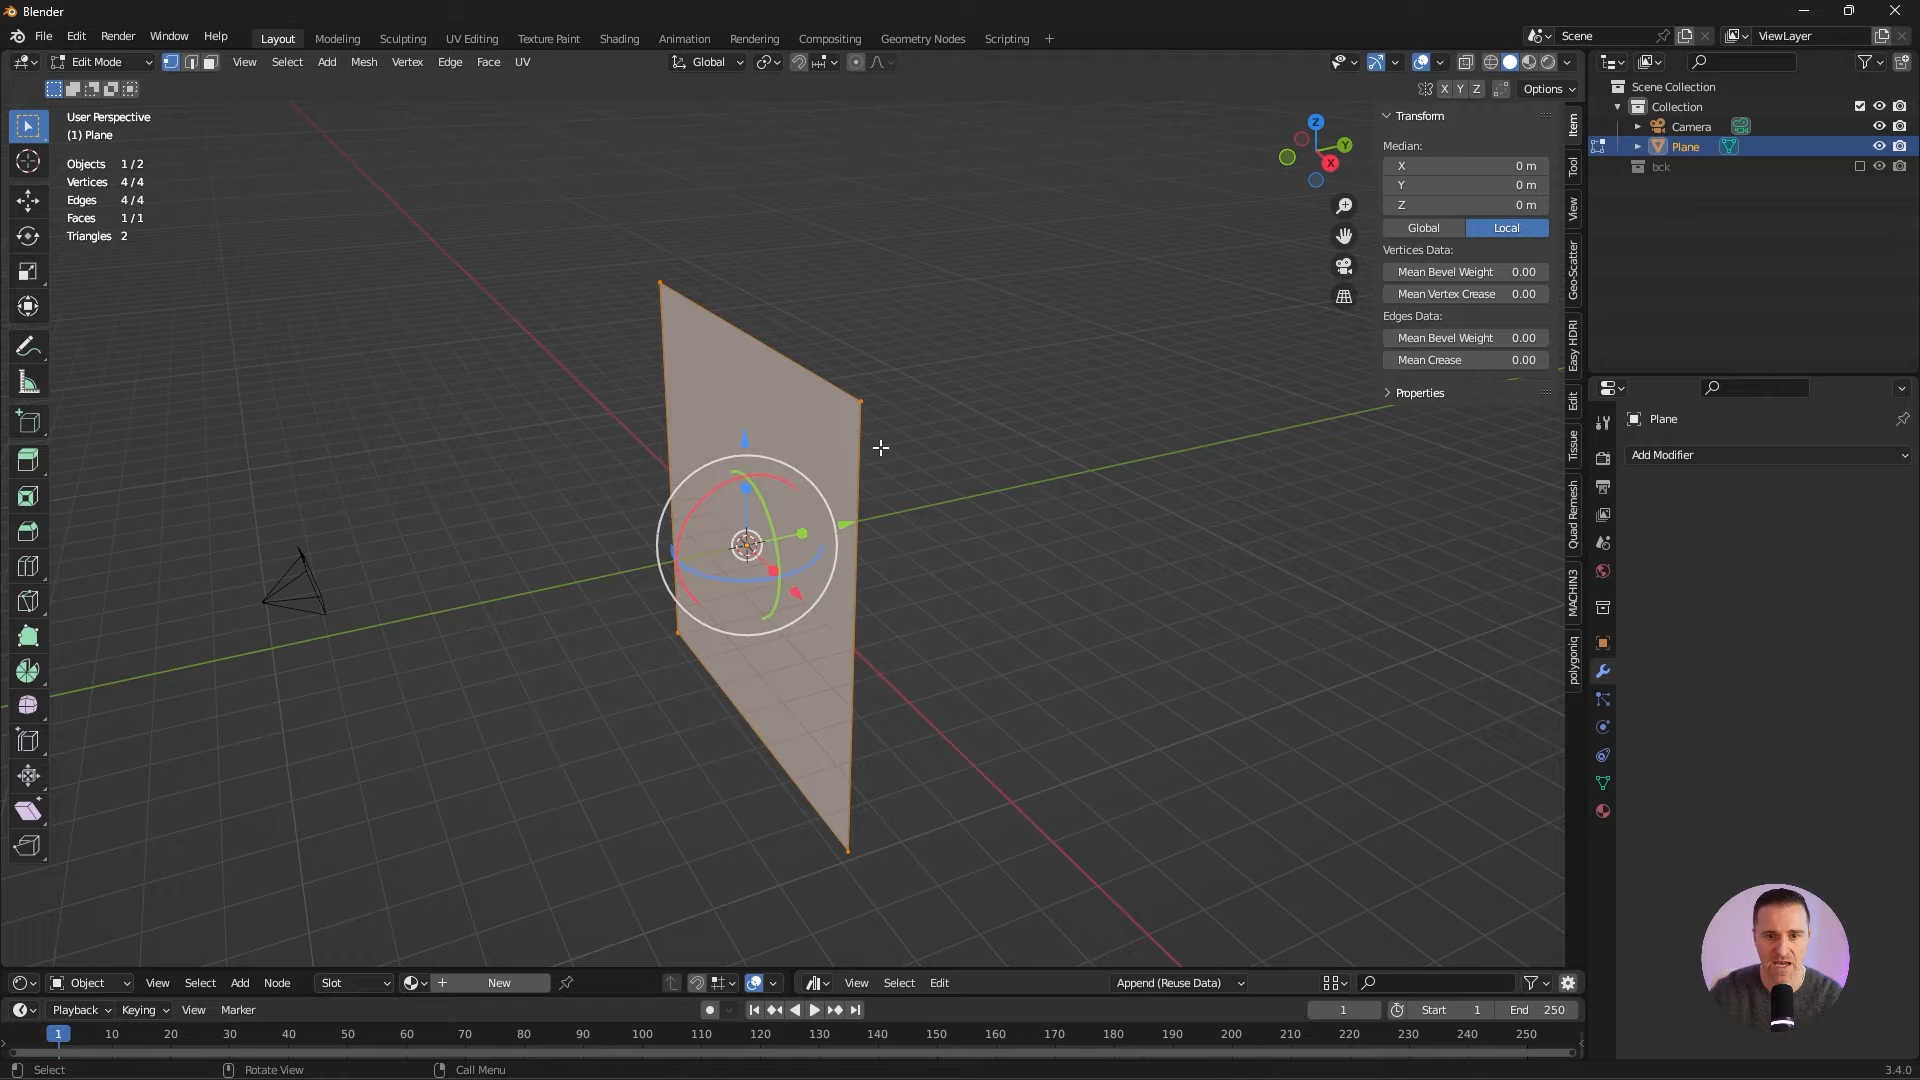 Blender
File Edit Render Window Help Layout Modeling Sculpting UV Editing Texture Paint Shading Animation Rendering Compositing Geometry Nodes Scripting + Scene ViewLayer
Edit Mode View Select Add Mesh Vertex Edge Face UV Global
X Y Z Options
User Perspective
(1) Plane
Objects 1/2
Vertices 4/4
Edges 4/4
Faces 1/1
Triangles 2
Z
Y
X
Transform
Median:
X 0 m
Y 0 m
Z 0 m
Global Local
Vertices Data:
Mean Bevel Weight 0.00
Mean Vertex Crease 0.00
Edges Data:
Mean Bevel Weight 0.00
Mean Crease 0.00
Properties
Item
Tool
View
Geo-Scatter
Easy HDRI
Edit
Tissue
Quad Remesh
MACHIN3
polygoniq
Scene Collection
Collection
Camera
Plane
bck
Plane
Add Modifier
Object View Select Add Node Slot New View Select Edit Append (Reuse Data)
Playback Keying View Marker 1 Start 1 End 250
1 10 20 30 40 50 60 70 80 90 100 110 120 130 140 150 160 170 180 190 200 210 220 230 240 250
Select Rotate View Call Menu 3.4.0